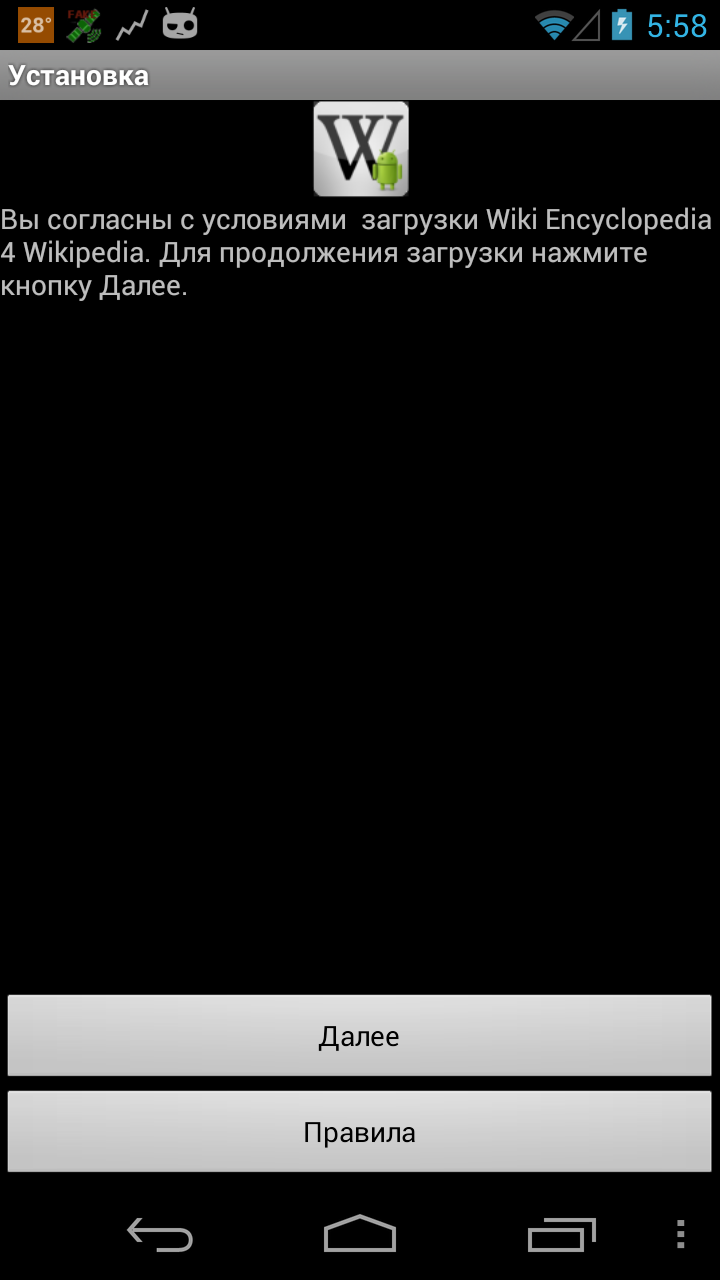 28° FAKE 5:58
Установка
W
Вы согласны с условиями  загрузки Wiki Encyclopedia
4 Wikipedia. Для продолжения загрузки нажмите
кнопку Далее.
Далее
Правила